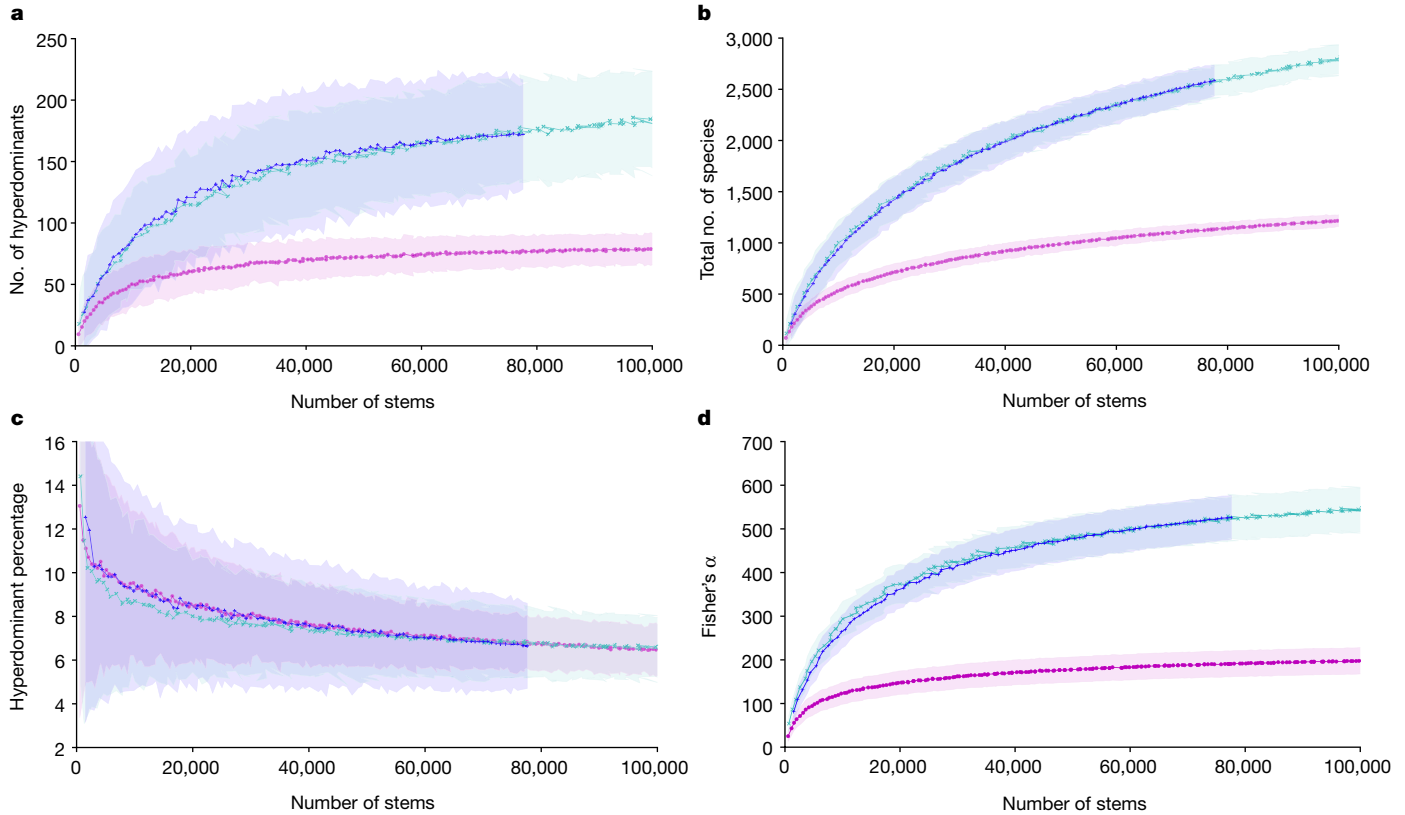 a
No. of hyperdominants
250
200
150
100
50
0
0 20,000 40,000 60,000 80,000 100,000
Number of stems
b
Total no. of species
3,000
2,500
2,000
1,500
1,000
500
0
0 20,000 40,000 60,000 80,000 100,000
Number of stems
c
Hyperdominant percentage
16
14
12
10
8
6
4
2
0 20,000 40,000 60,000 80,000 100,000
Number of stems
d
Fisher's α
700
600
500
400
300
200
100
0
0 20,000 40,000 60,000 80,000 100,000
Number of stems